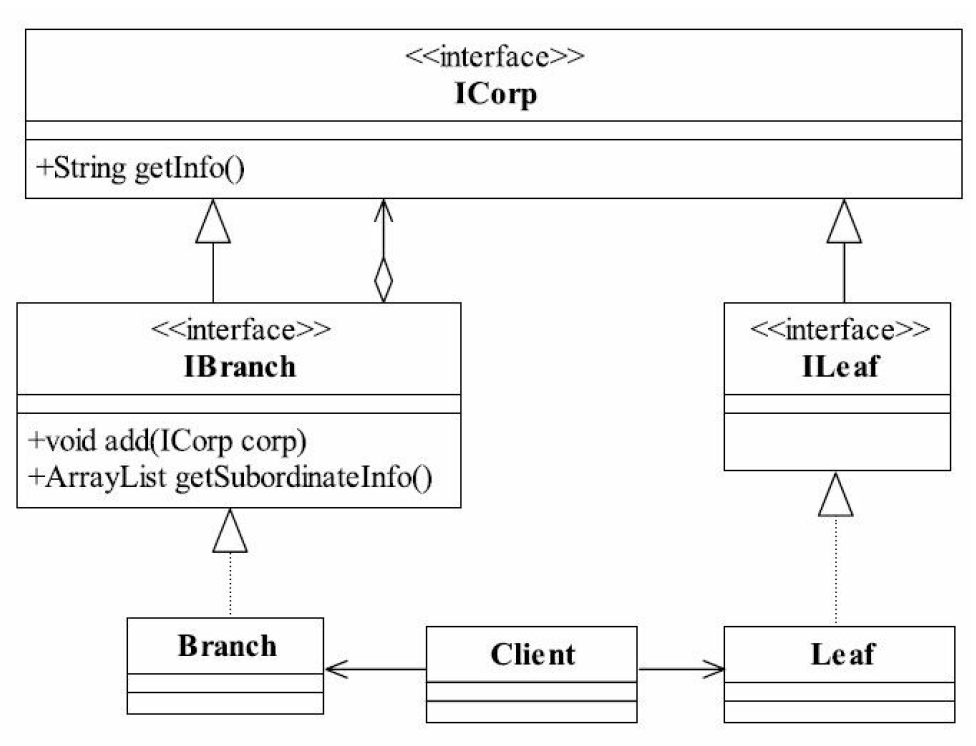 <<interface>>
ICorp
+String getInfo()
<<interface>>
IBranch
+void add(ICorp corp)
+ArrayList getSubordinateInfo()
<<interface>>
ILeaf
Branch
Client
Leaf